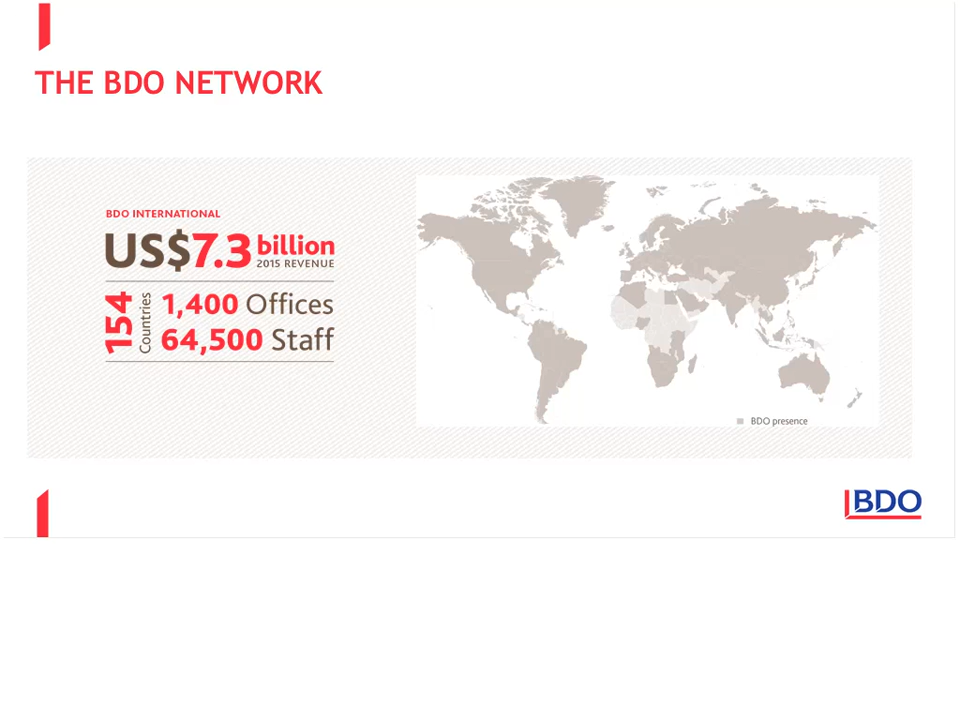 THE BDO NETWORK
BDO INTERNATIONAL
US$7.3 billion
2015 REVENUE
154 Countries
1,400 Offices
64,500 Staff
BDO presence
BDO